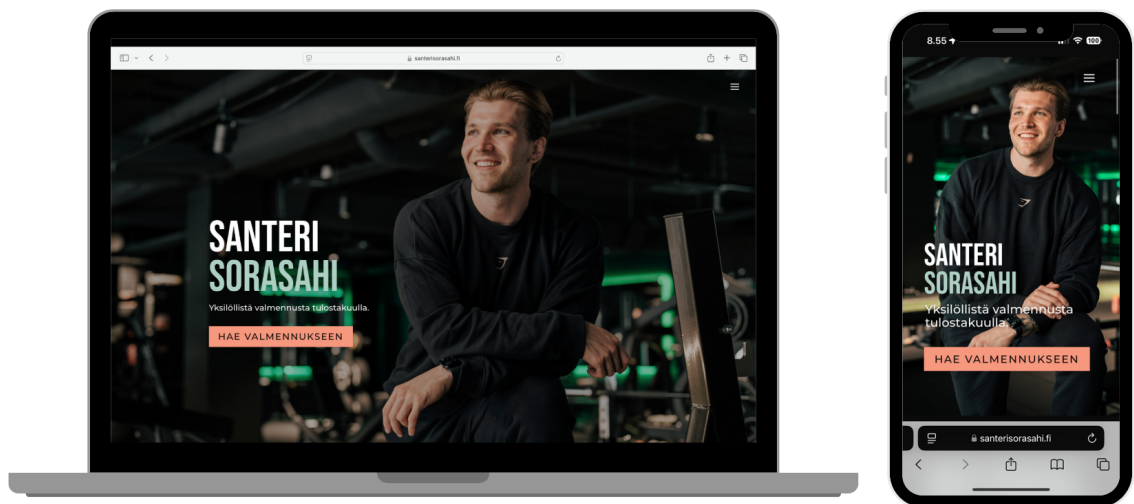 santerisorasahi.fi
SANTERI
SORASAHI
Yksilöllistä valmennusta tulostakuulla.
HAE VALMENNUKSEEN
8.55
100
SANTERI
SORASAHI
Yksilöllistä valmennusta
tulostakuulla.
HAE VALMENNUKSEEN
santerisorasahi.fi